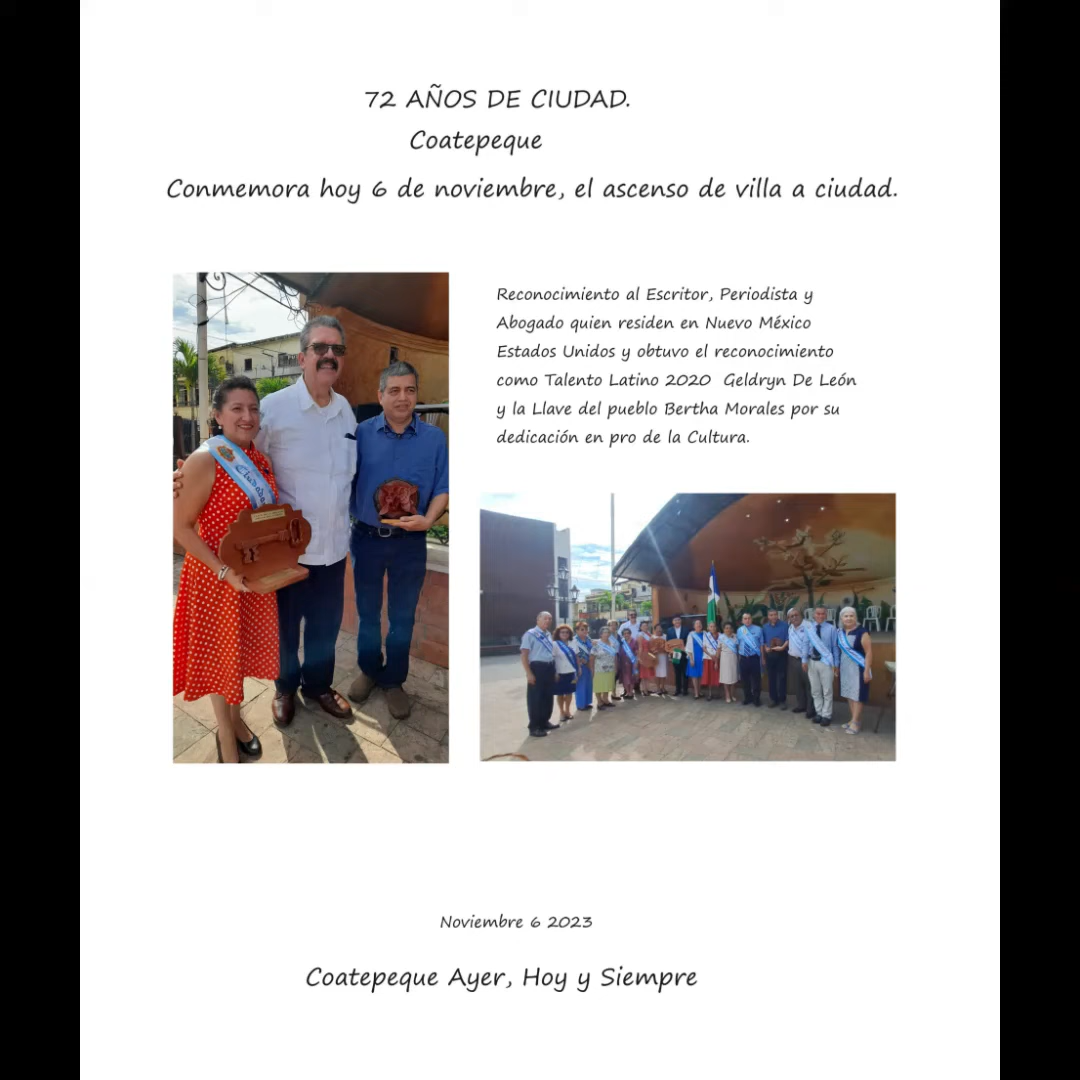 72 AÑOS DE CIUDAD.
Coatepeque
Conmemora hoy 6 de noviembre, el ascenso de villa a ciudad.
Reconocimiento al Escritor, Periodista y
Abogado quien residen en Nuevo México
Estados Unidos y obtuvo el reconocimiento
como Talento Latino 2020 Geldryn De León
y la Llave del pueblo Bertha Morales por su
dedicación en pro de la Cultura.
Noviembre 6 2023
Coatepeque Ayer, Hoy y Siempre